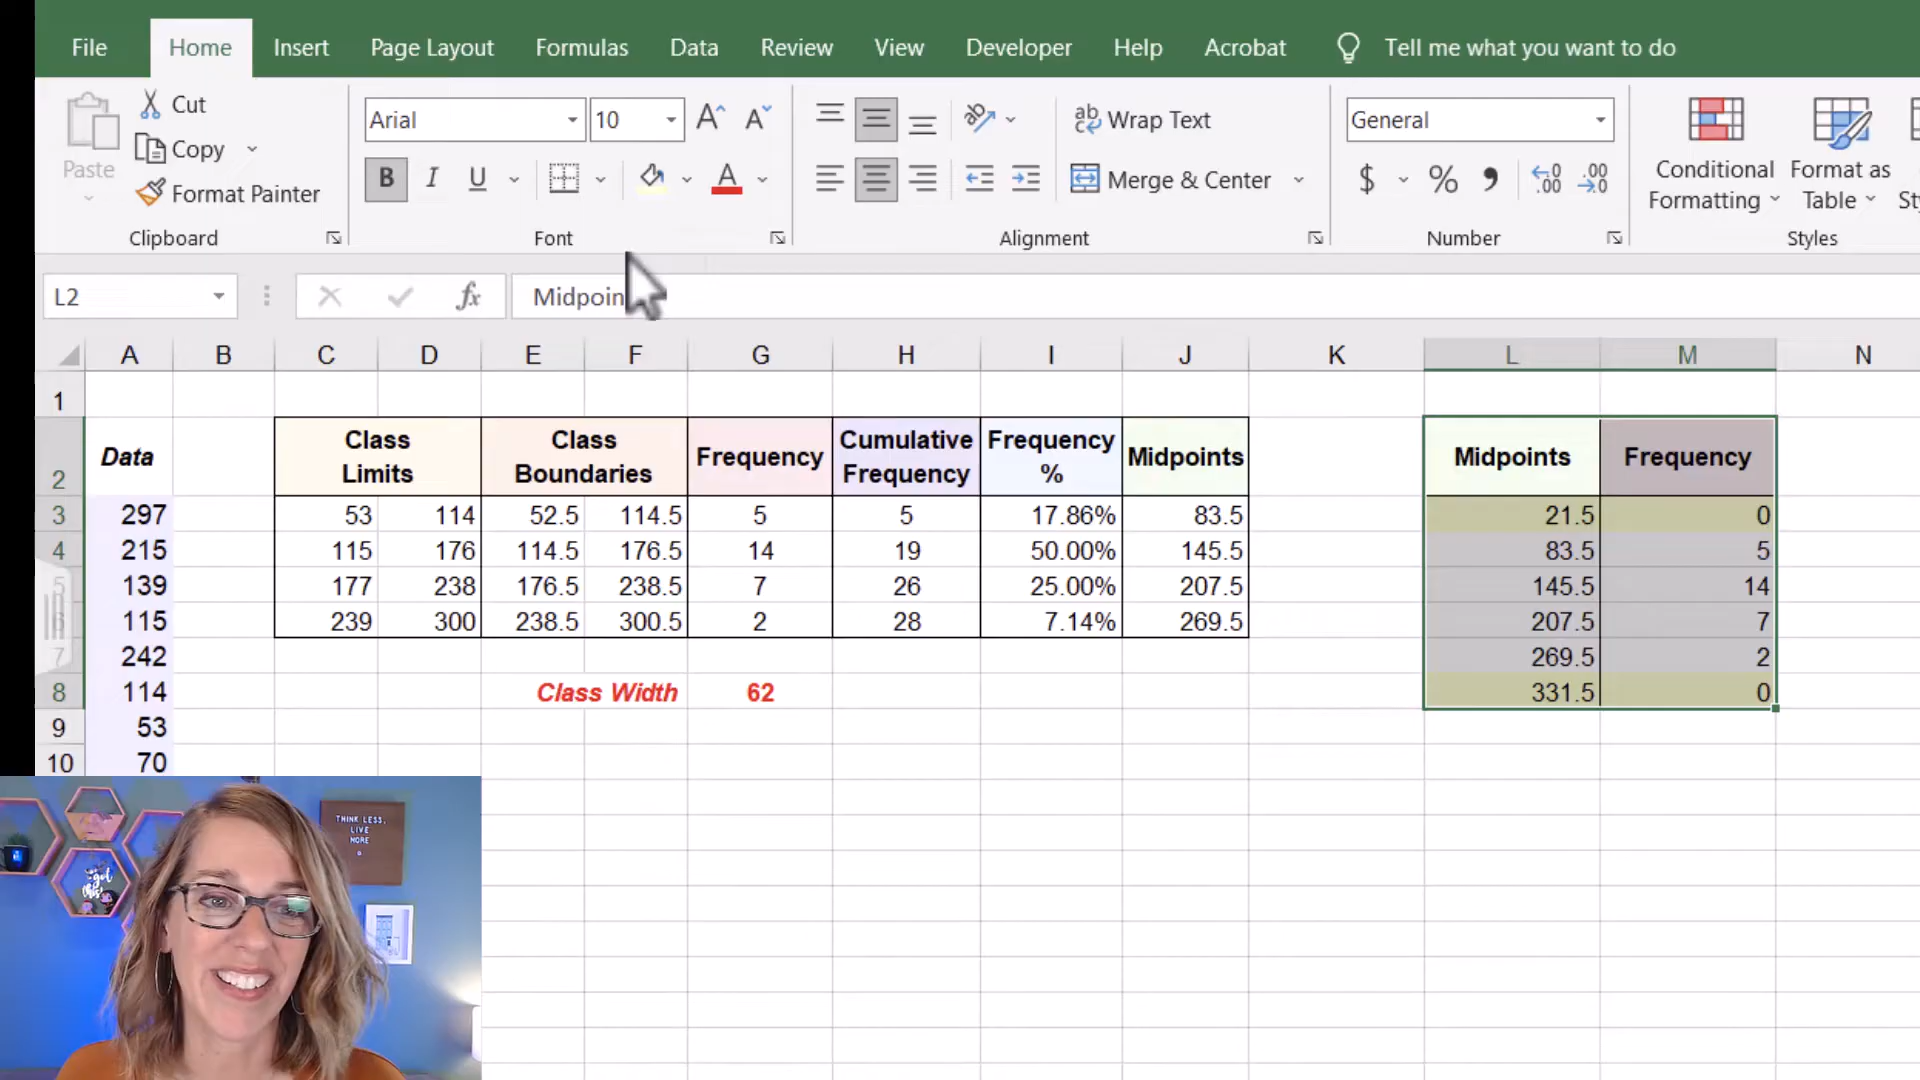 File Home Insert Page Layout Formulas Data Review View Developer Help Acrobat Tell me what you want to do
Cut
Copy
Format Painter
Paste
Clipboard
Arial 10
B I U
Font
Wrap Text
Merge & Center
Alignment
General
$ % , .00 .00
Number
Conditional Formatting
Format as Table
Styles
L2 fx Midpoin
A B C D E F G H I J K L M N
1
2 Data Class Limits Class Boundaries Frequency Cumulative Frequency Frequency % Midpoints Midpoints Frequency
3 297 53 114 52.5 114.5 5 5 17.86% 83.5 21.5 0
4 215 115 176 114.5 176.5 14 19 50.00% 145.5 83.5 5
5 139 177 238 176.5 238.5 7 26 25.00% 207.5 145.5 14
6 115 239 300 238.5 300.5 2 28 7.14% 269.5 207.5 7
7 242 269.5 2
8 114 Class Width 62 331.5 0
9 53
10 70
THINK LESS,
LIVE
MORE
got
this